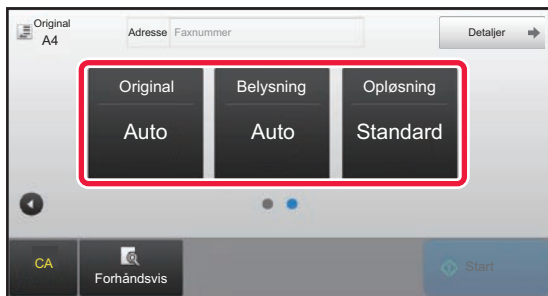 Original
A4
Adresse Faxnummer
Detaljer
Original Belysning Opløsning
Auto Auto Standard
CA
Forhåndsvis
Start